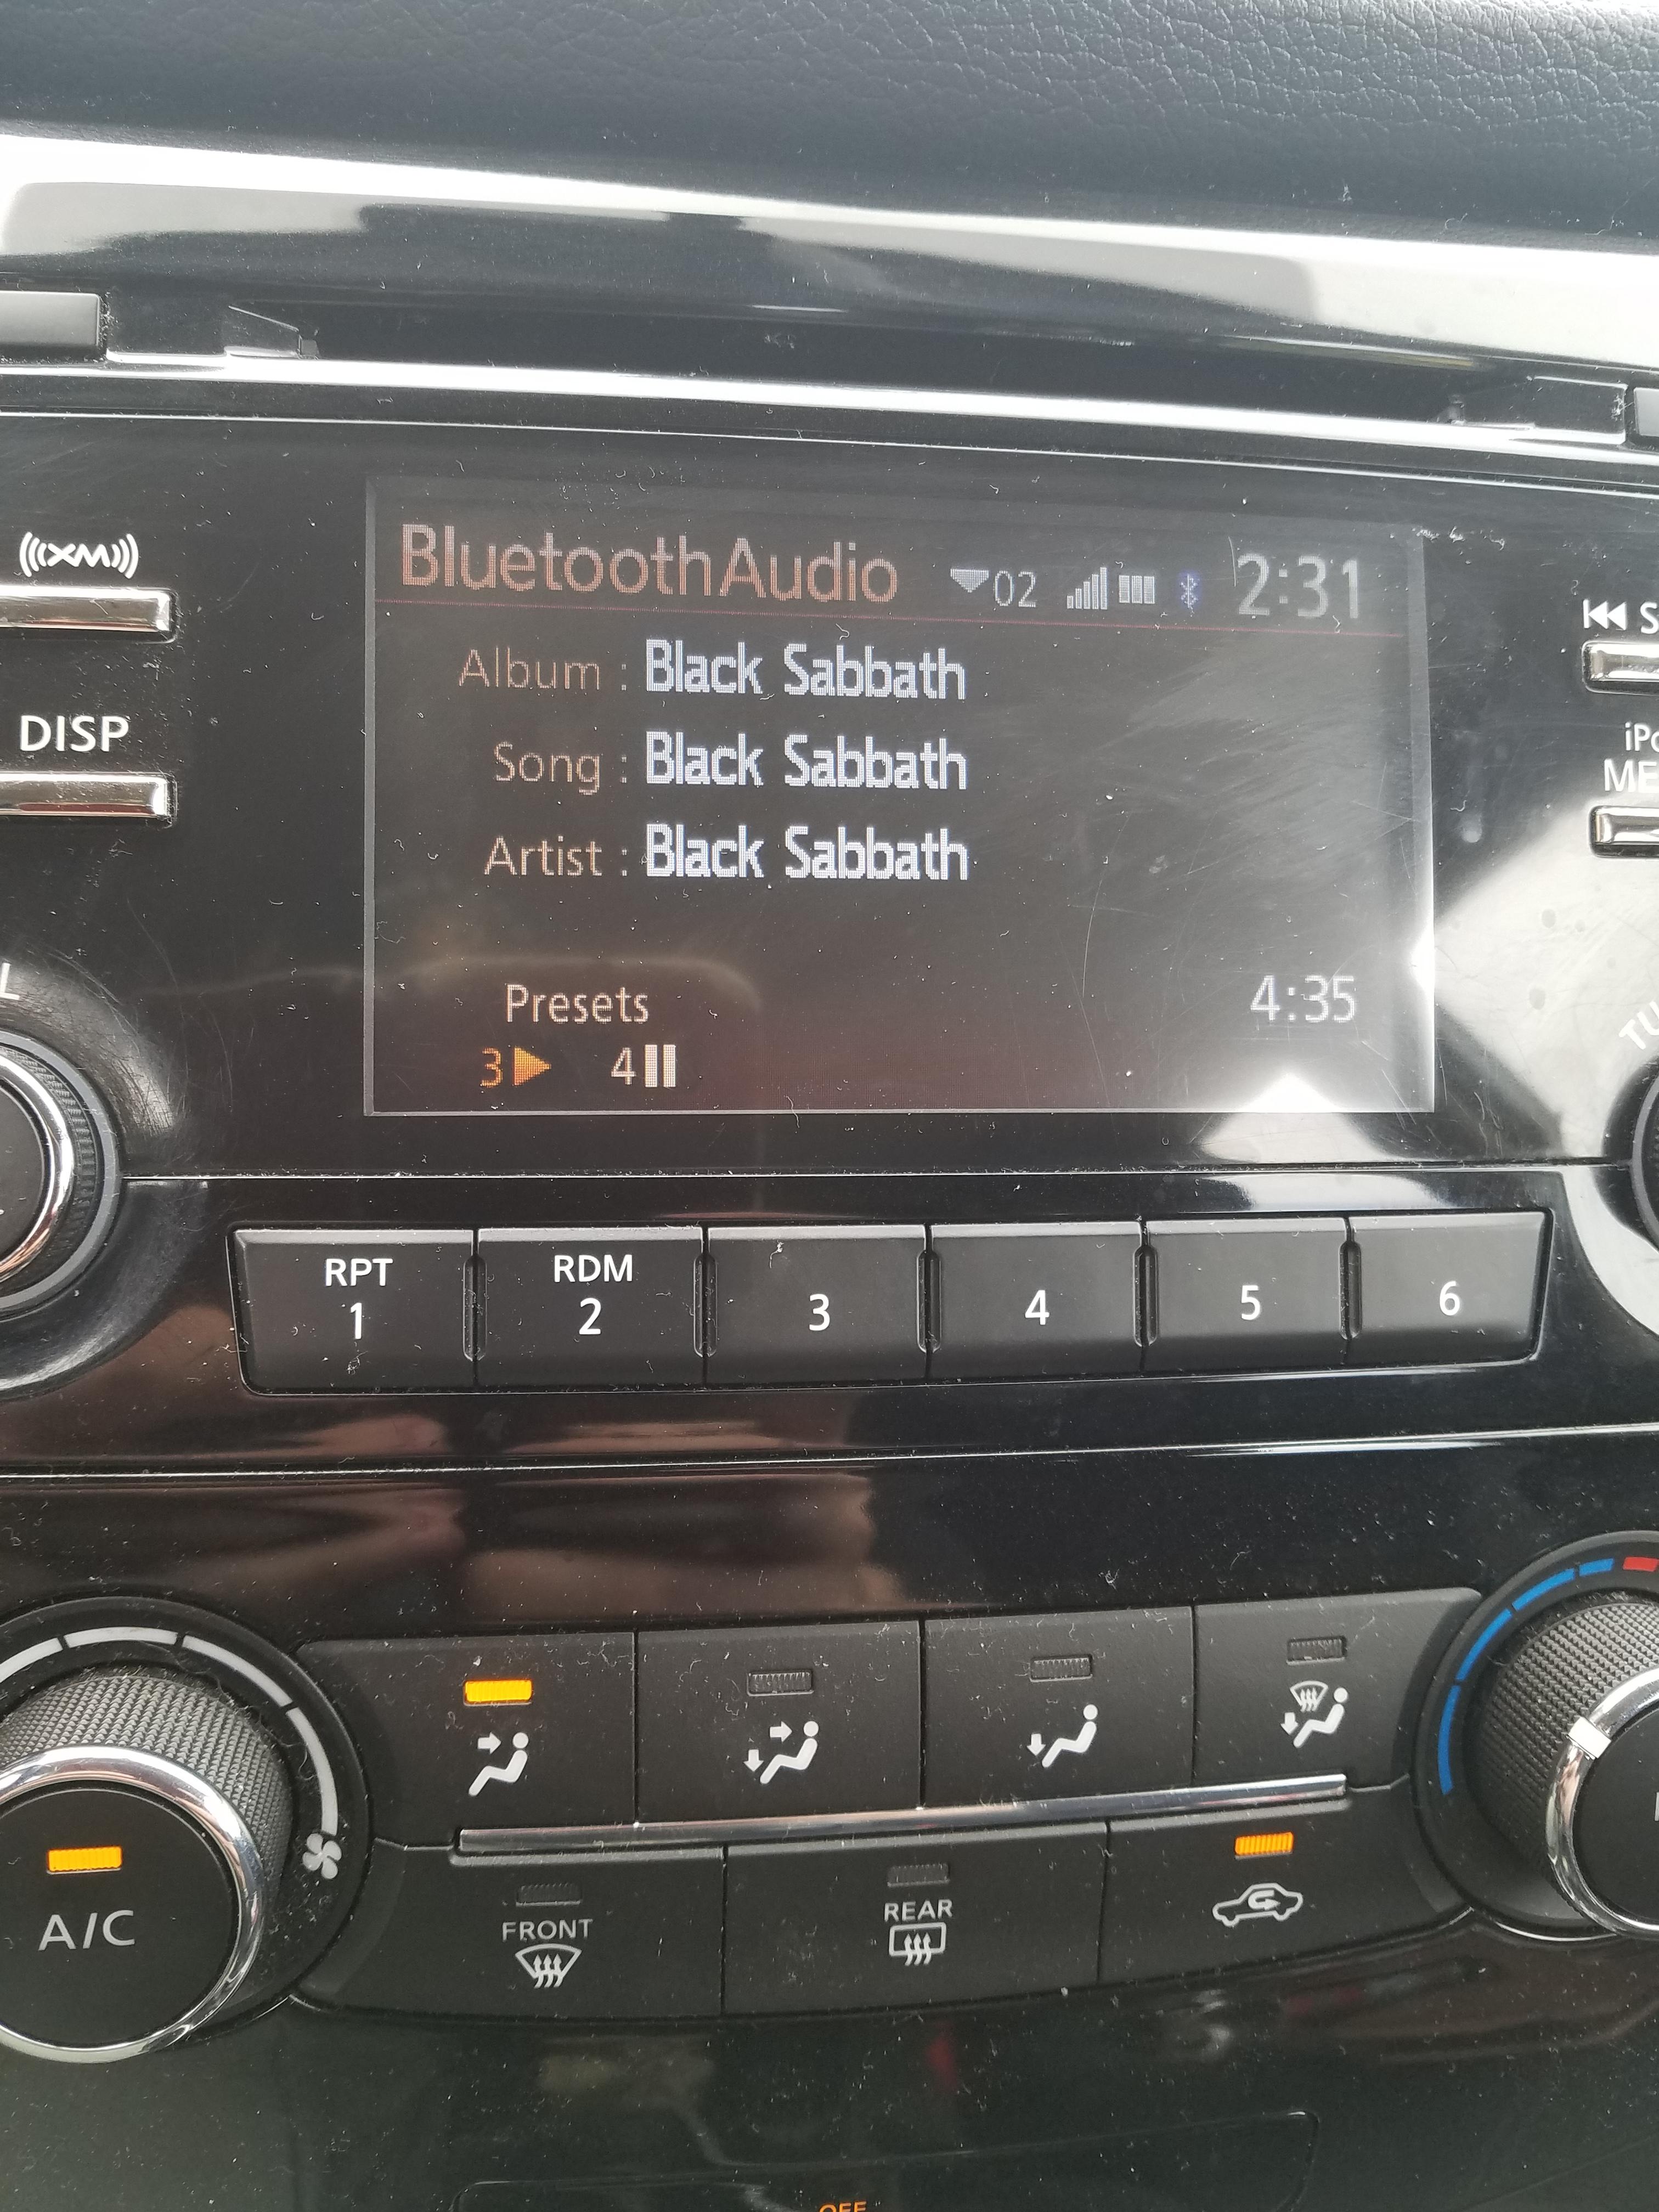 XM
BluetoothAudio 02 2:31
Album : Black Sabbath
DISP
Song : Black Sabbath
Artist : Black Sabbath
Presets 4:35
3 4
RPT RDM
1 2 3 4 5 6
A/C
FRONT
REAR
OFF